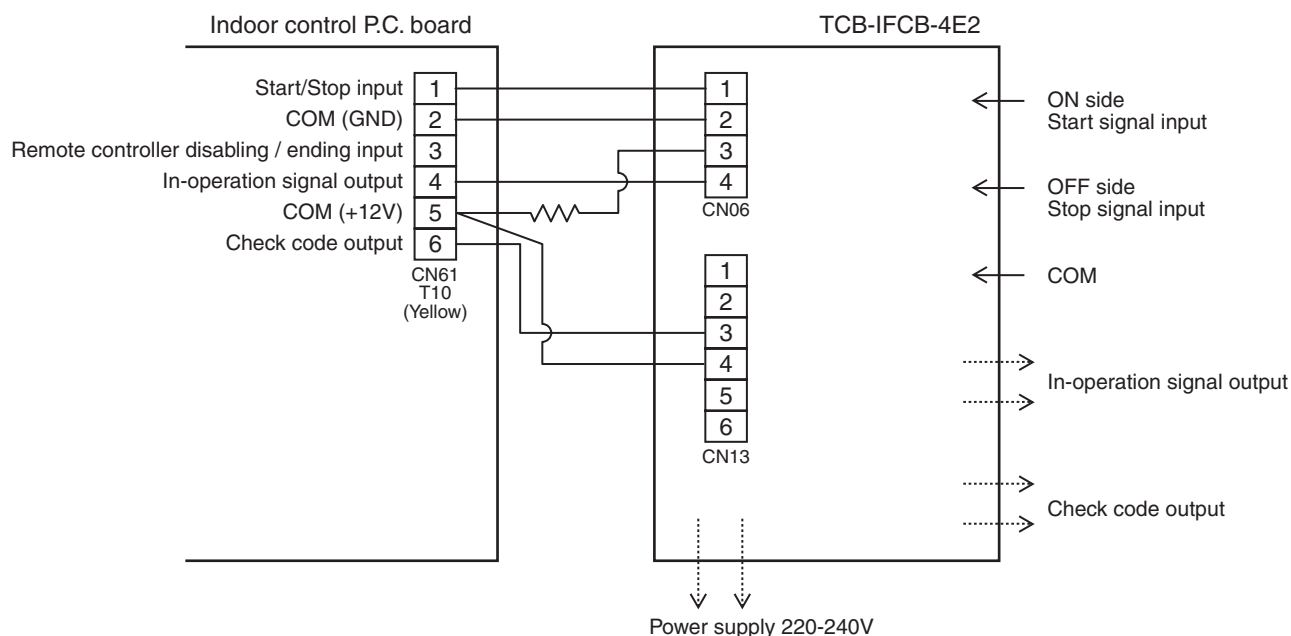 Indoor control P.C. board
TCB-IFCB-4E2
Start/Stop input 1
COM (GND) 2
Remote controller disabling / ending input 3
In-operation signal output 4
COM (+12V) 5
Check code output 6
CN61
T10
(Yellow)
1
2
3
4
CN06
1
2
3
4
5
6
CN13
ON side
Start signal input
OFF side
Stop signal input
COM
In-operation signal output
Check code output
Power supply 220-240V